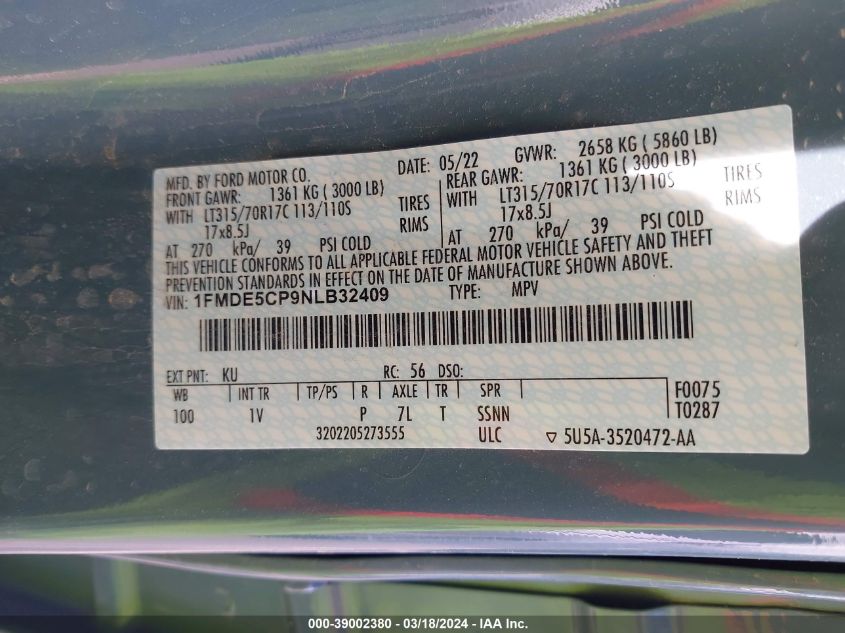 MFD. BY FORD MOTOR CO. DATE: 05/22 GVWR: 2658 KG ( 5860 LB)
FRONT GAWR: 1361 KG ( 3000 LB) REAR GAWR: 1361 KG ( 3000 LB)
WITH LT315/70R17C 113/110S TIRES WITH LT315/70R17C 113/110S TIRES
17x8.5J RIMS 17x8.5J RIMS
AT 270 kPa/ 39 PSI COLD AT 270 kPa/ 39 PSI COLD
THIS VEHICLE CONFORMS TO ALL APPLICABLE FEDERAL MOTOR VEHICLE SAFETY AND THEFT
PREVENTION STANDARDS IN EFFECT ON THE DATE OF MANUFACTURE SHOWN ABOVE.
VIN: 1FMDE5CP9NLB32409 TYPE: MPV
EXT PNT: KU RC: 56 DSO:
WB INT TR TP/PS R AXLE TR SPR F0075
100 1V P 7L T SSNN T0287
3202205273555 ULC ▽ 5U5A-3520472-AA
000-39002380 - 03/18/2024 - IAA Inc.